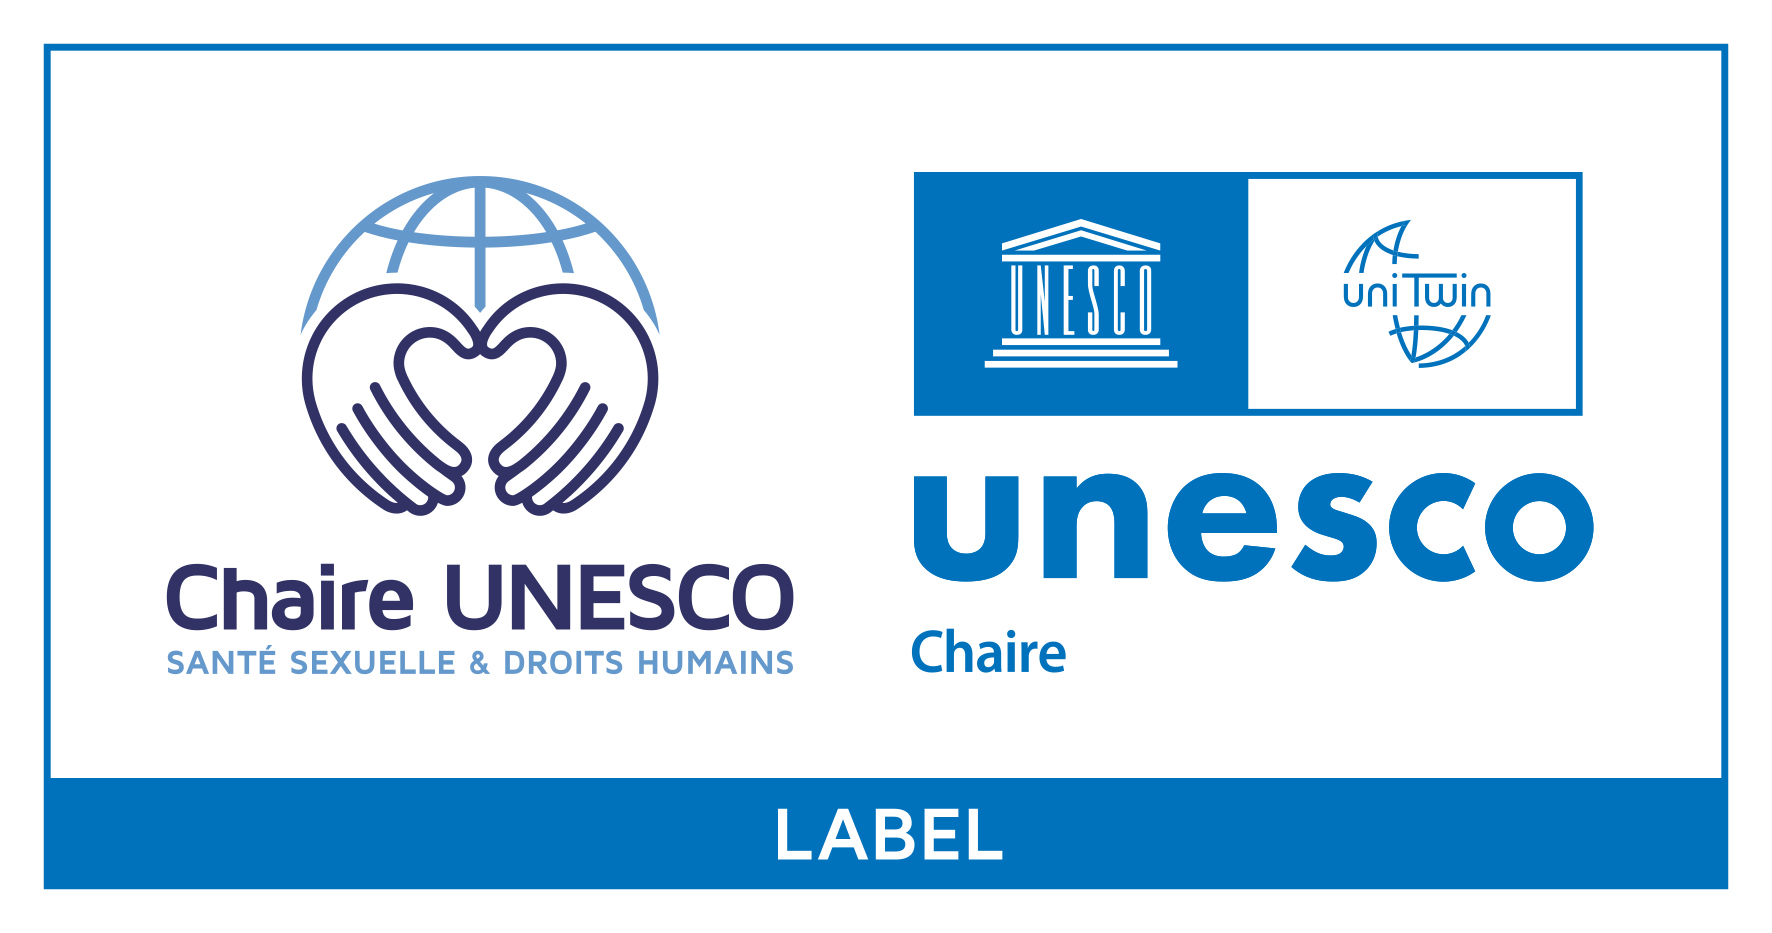 Chaire UNESCO
SANTÉ SEXUELLE & DROITS HUMAINS
UNESCO
uniTwin
unesco
Chaire
LABEL